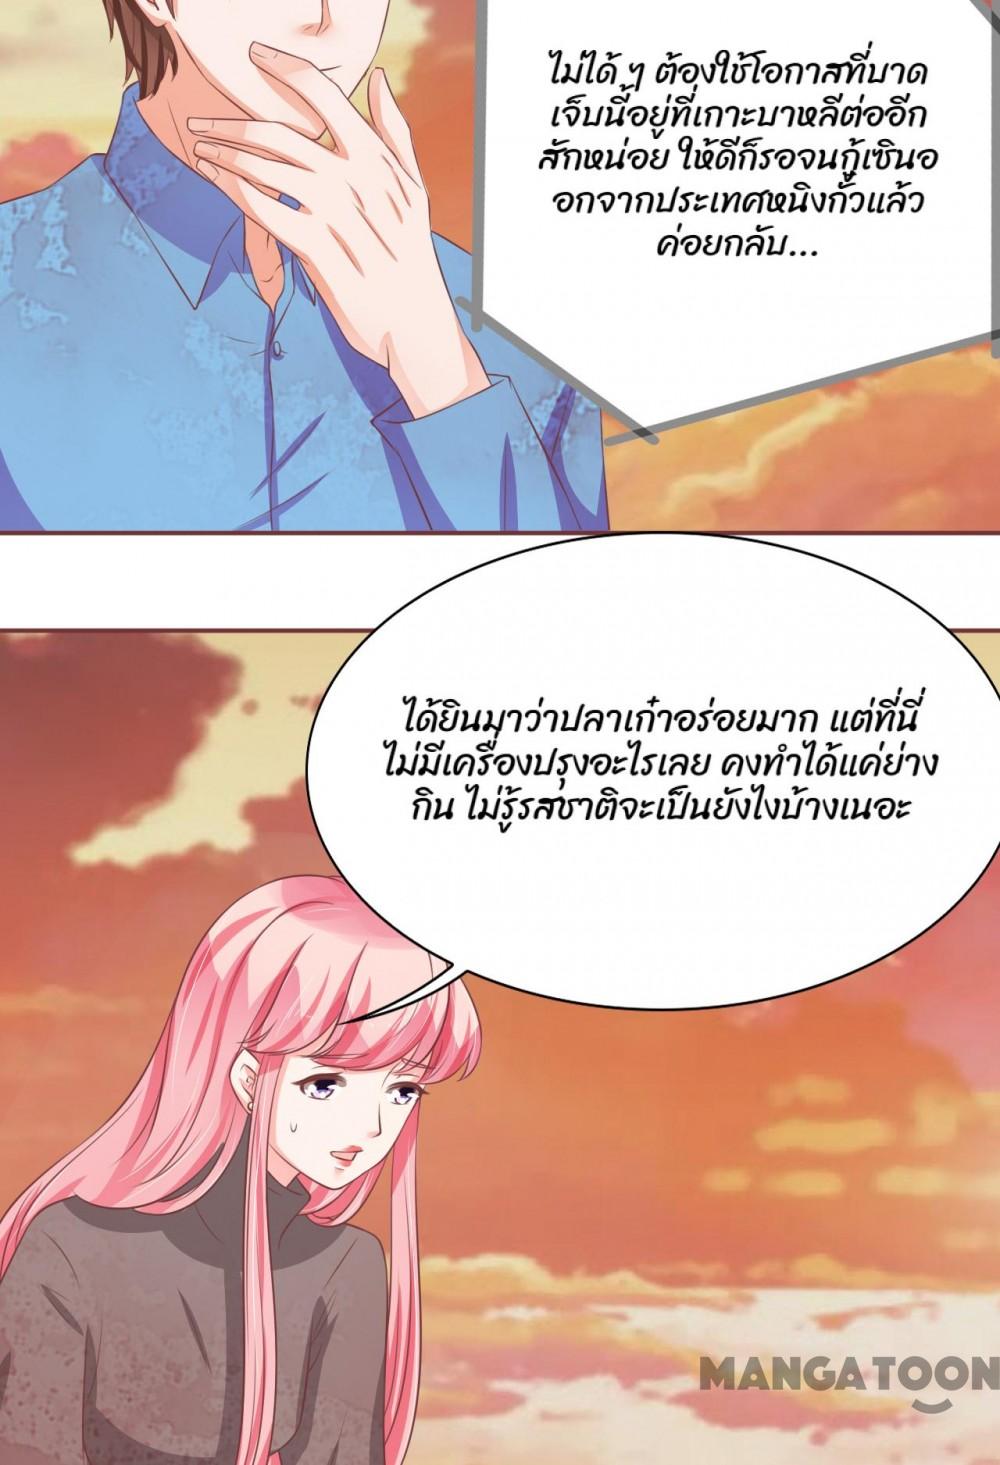 ไม่ได้ ๆ ต้องใช้โอกาสที่บาด
เจ็บนี้อยู่ที่เกาะบาหลีต่ออีก
สักหน่อย ให้ดีก็รอจนกู้เซินอ
อกจากประเทศหนิงกั๋วแล้ว
ค่อยกลับ...
ได้ยินมาว่าปลาเก๋าอร่อยมาก แต่ที่นี่
ไม่มีเครื่องปรุงอะไรเลย คงทำได้แค่ย่าง
กิน ไม่รู้รสชาติจะเป็นยังไงบ้างเนอะ
MANGATOON